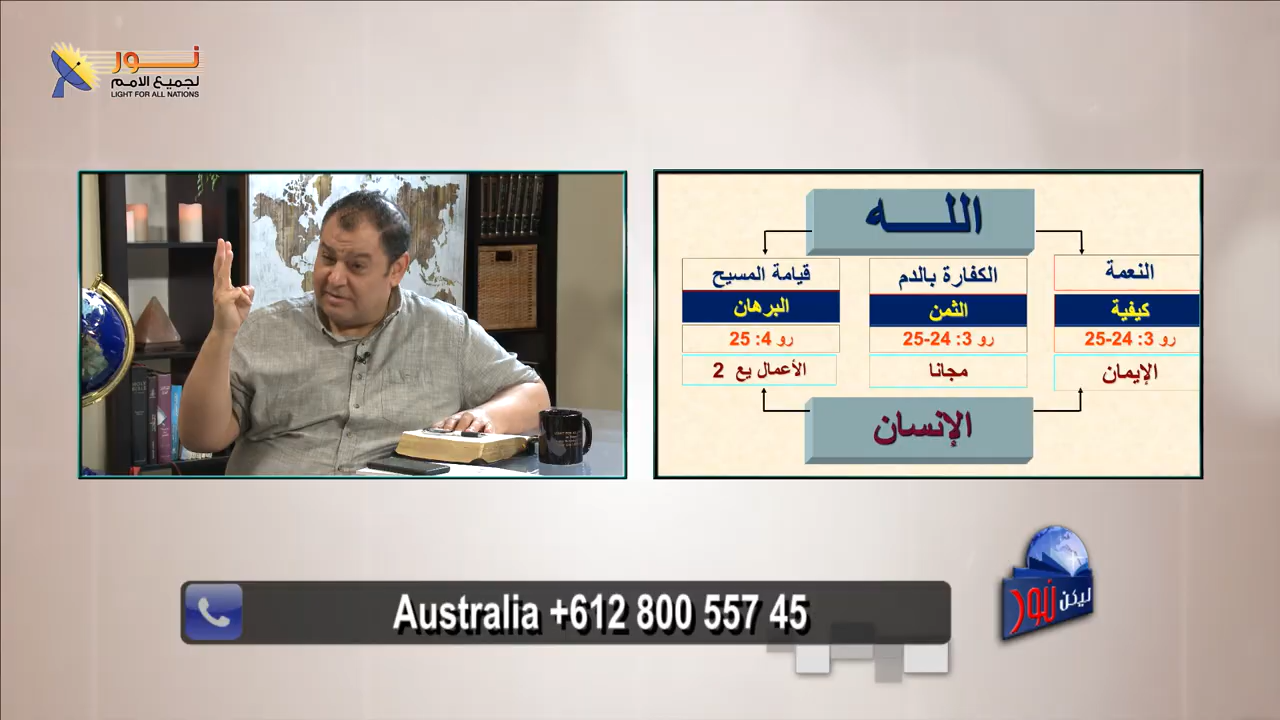 نور
لجميع الامم
LIGHT FOR ALL NATIONS
الله
النعمة
الكفارة بالدم
قيامة المسيح
كيفية
الثمن
البرهان
رو 3: 24-25
رو 3: 24-25
رو 4: 25
الإيمان
مجانا
الأعمال يع 2
الإنسان
ليكن نور
Australia +612 800 557 45